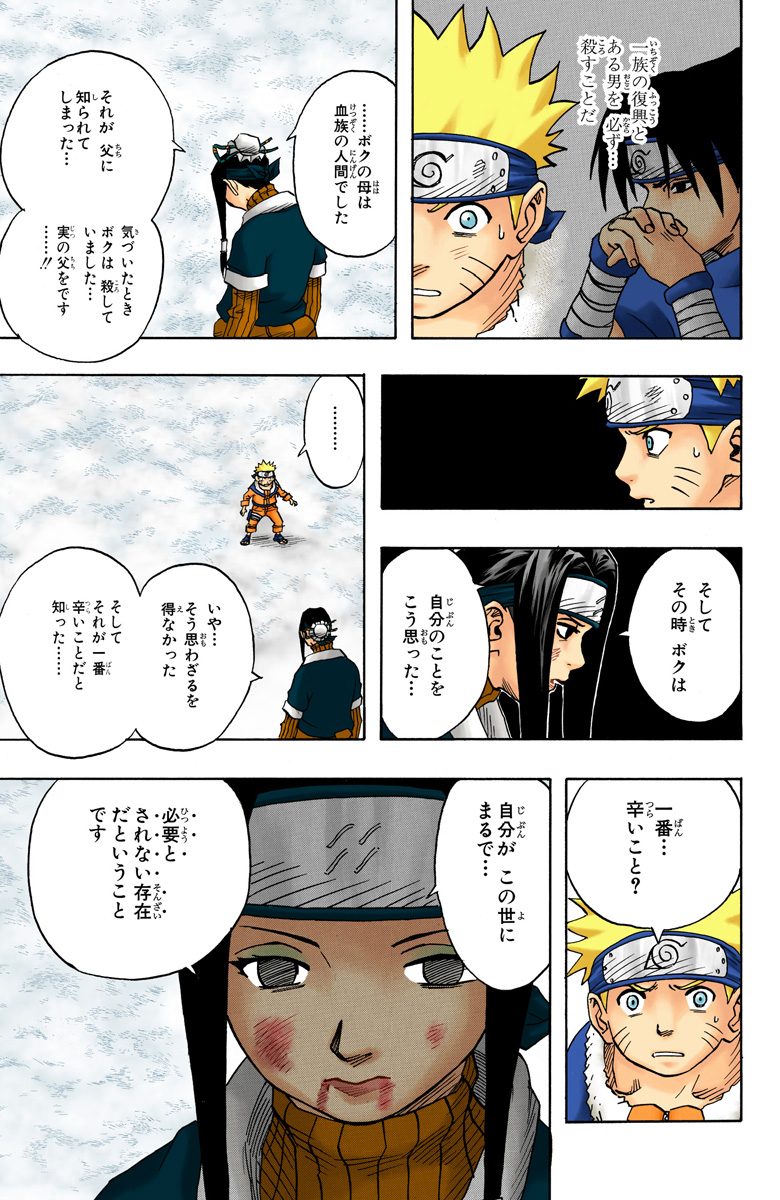 一族の復興と
ある男を 必ず…
殺すことだ
………ボクの母は
血族の人間でした
それが 父に
知られて
しまった…
気づいたとき
ボクは 殺して
いました…
実の父をです
……!!
そして
その時 ボクは
自分のことを
こう思った…
………
いや…
そう思わざるを
得なかった
そして
それが一番
辛いことだと
知った……
一番…
辛いこと?
自分が この世に
まるで…
必要と
されない存在
だということ
です